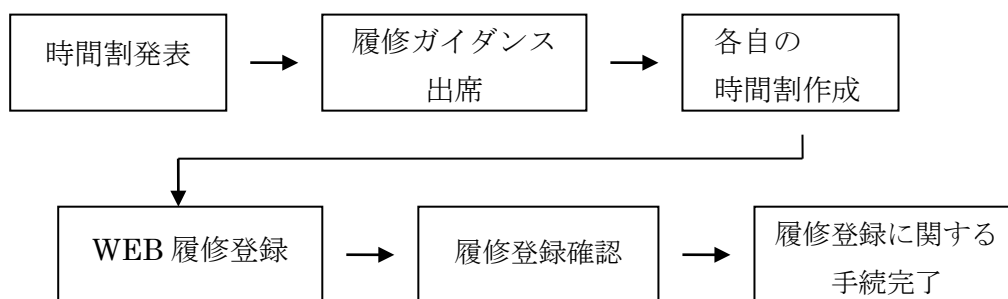 時間割発表
履修ガイダンス
出席
各自の
時間割作成
WEB 履修登録
履修登録確認
履修登録に関する
手続完了